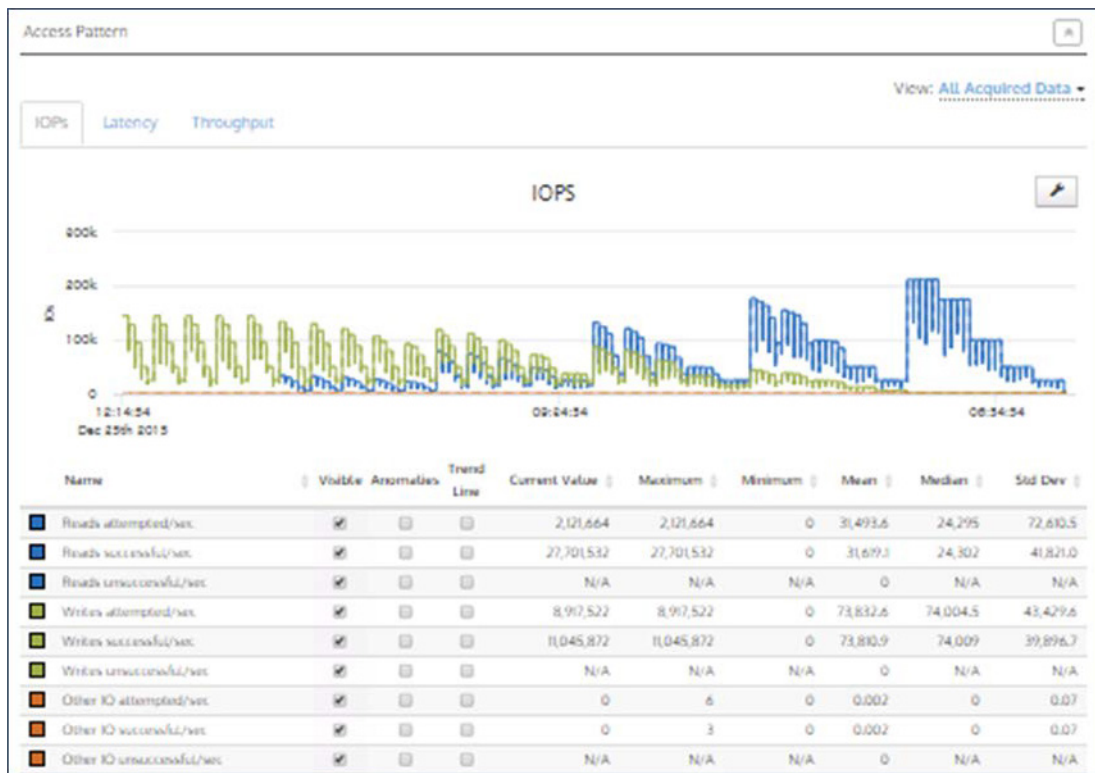 Access Pattern
View: All Acquired Data
IOPs Latency Throughput
IOPS
300k
200k
100k
0
IOs
12:14:54 09:24:54 06:34:54
Dec 25th 2015
Name Visible Anomalies Trend Line Current Value Maximum Minimum Mean Median Std Dev
Reads attempted/sec 2,121,664 2,121,664 0 31,493.6 24,295 72,610.5
Reads successful/sec 27,701,532 27,701,532 0 31,619.1 24,302 41,821.0
Reads unsuccessful/sec N/A N/A N/A 0 N/A N/A
Writes attempted/sec 8,917,522 8,917,522 0 73,832.6 74,004.5 43,429.6
Writes successful/sec 11,045,872 11,045,872 0 73,810.9 74,009 39,896.7
Writes unsuccessful/sec N/A N/A N/A 0 N/A N/A
Other IO attempted/sec 0 6 0 0.002 0 0.07
Other IO successful/sec 0 3 0 0.002 0 0.07
Other IO unsuccessful/sec N/A N/A N/A 0 N/A N/A